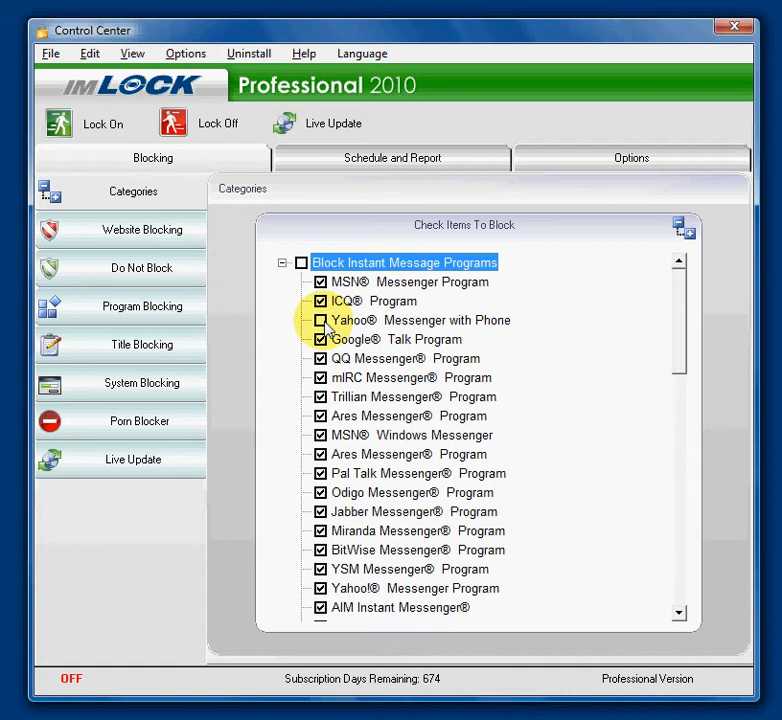 Control Center
File Edit View Options Uninstall Help Language
IMLOCK Professional 2010
Lock On Lock Off Live Update
Blocking Schedule and Report Options
Categories
Website Blocking
Do Not Block
Program Blocking
Title Blocking
System Blocking
Porn Blocker
Live Update
Categories
Check Items To Block
Block Instant Message Programs
MSN® Messenger Program
ICQ® Program
Yahoo® Messenger with Phone
Google® Talk Program
QQ Messenger® Program
mIRC Messenger® Program
Trillian Messenger® Program
Ares Messenger® Program
MSN® Windows Messenger
Ares Messenger® Program
Pal Talk Messenger® Program
Odigo Messenger® Program
Jabber Messenger® Program
Miranda Messenger® Program
BitWise Messenger® Program
YSM Messenger® Program
Yahoo!® Messenger Program
AIM Instant Messenger®
OFF Subscription Days Remaining: 674 Professional Version